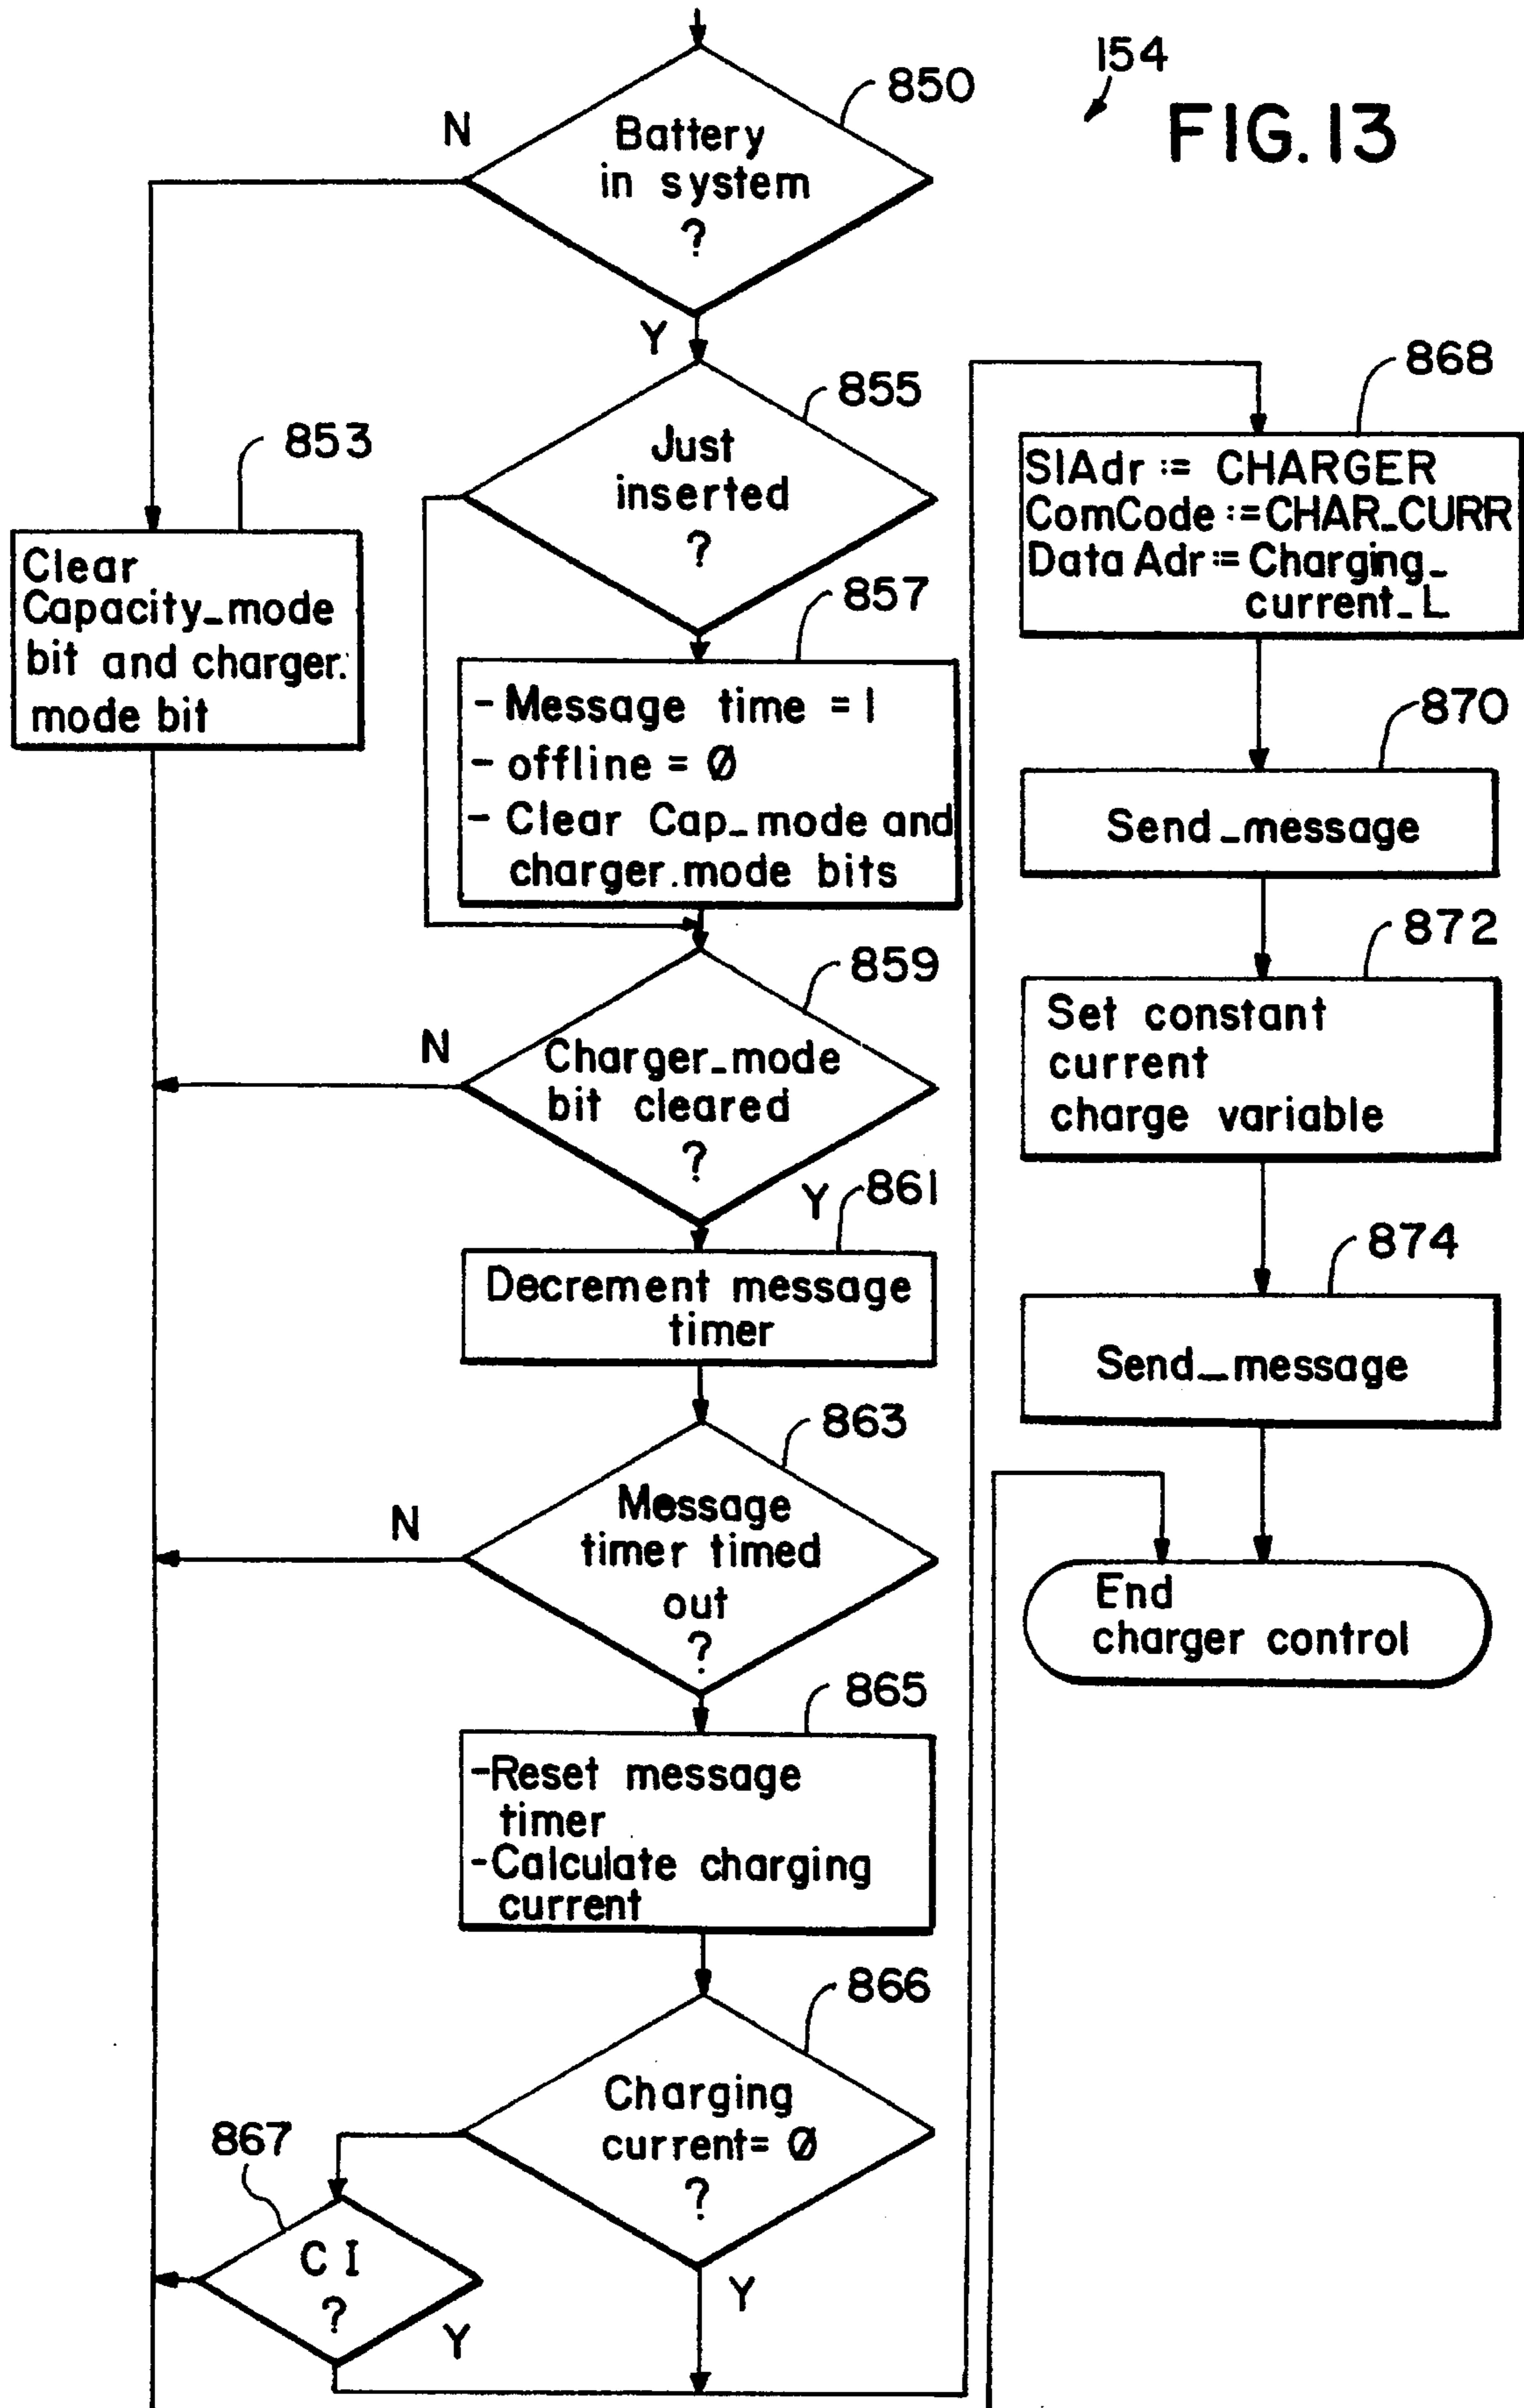 154
FIG. 13
850
N
Battery
in system
?
Y
855
Just
inserted
?
853
Clear
Capacity_mode
bit and charger.
mode bit
857
- Message time = 1
- offline = Ø
- Clear Cap_mode and
charger.mode bits
859
N
Charger_mode
bit cleared
?
Y
861
Decrement message
timer
863
N
Message
timer timed
out
?
865
-Reset message
timer
-Calculate charging
current
866
Charging
current= Ø
?
Y
867
C I
?
Y
868
SlAdr := CHARGER
ComCode :=CHAR_CURR
Data Adr := Charging_
current_L
870
Send_message
872
Set constant
current
charge variable
874
Send_message
End
charger control